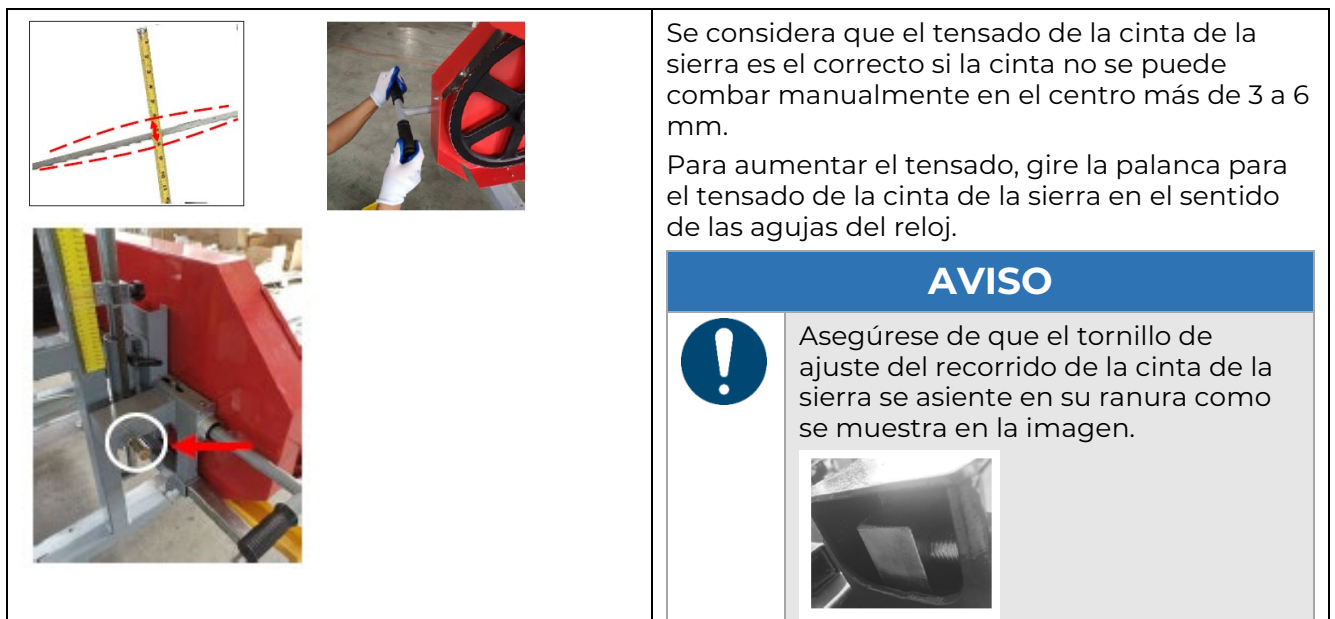 Se considera que el tensado de la cinta de la
sierra es el correcto si la cinta no se puede
combar manualmente en el centro más de 3 a 6
mm.
Para aumentar el tensado, gire la palanca para
el tensado de la cinta de la sierra en el sentido
de las agujas del reloj.
AVISO
Asegúrese de que el tornillo de
ajuste del recorrido de la cinta de la
sierra se asiente en su ranura como
se muestra en la imagen.